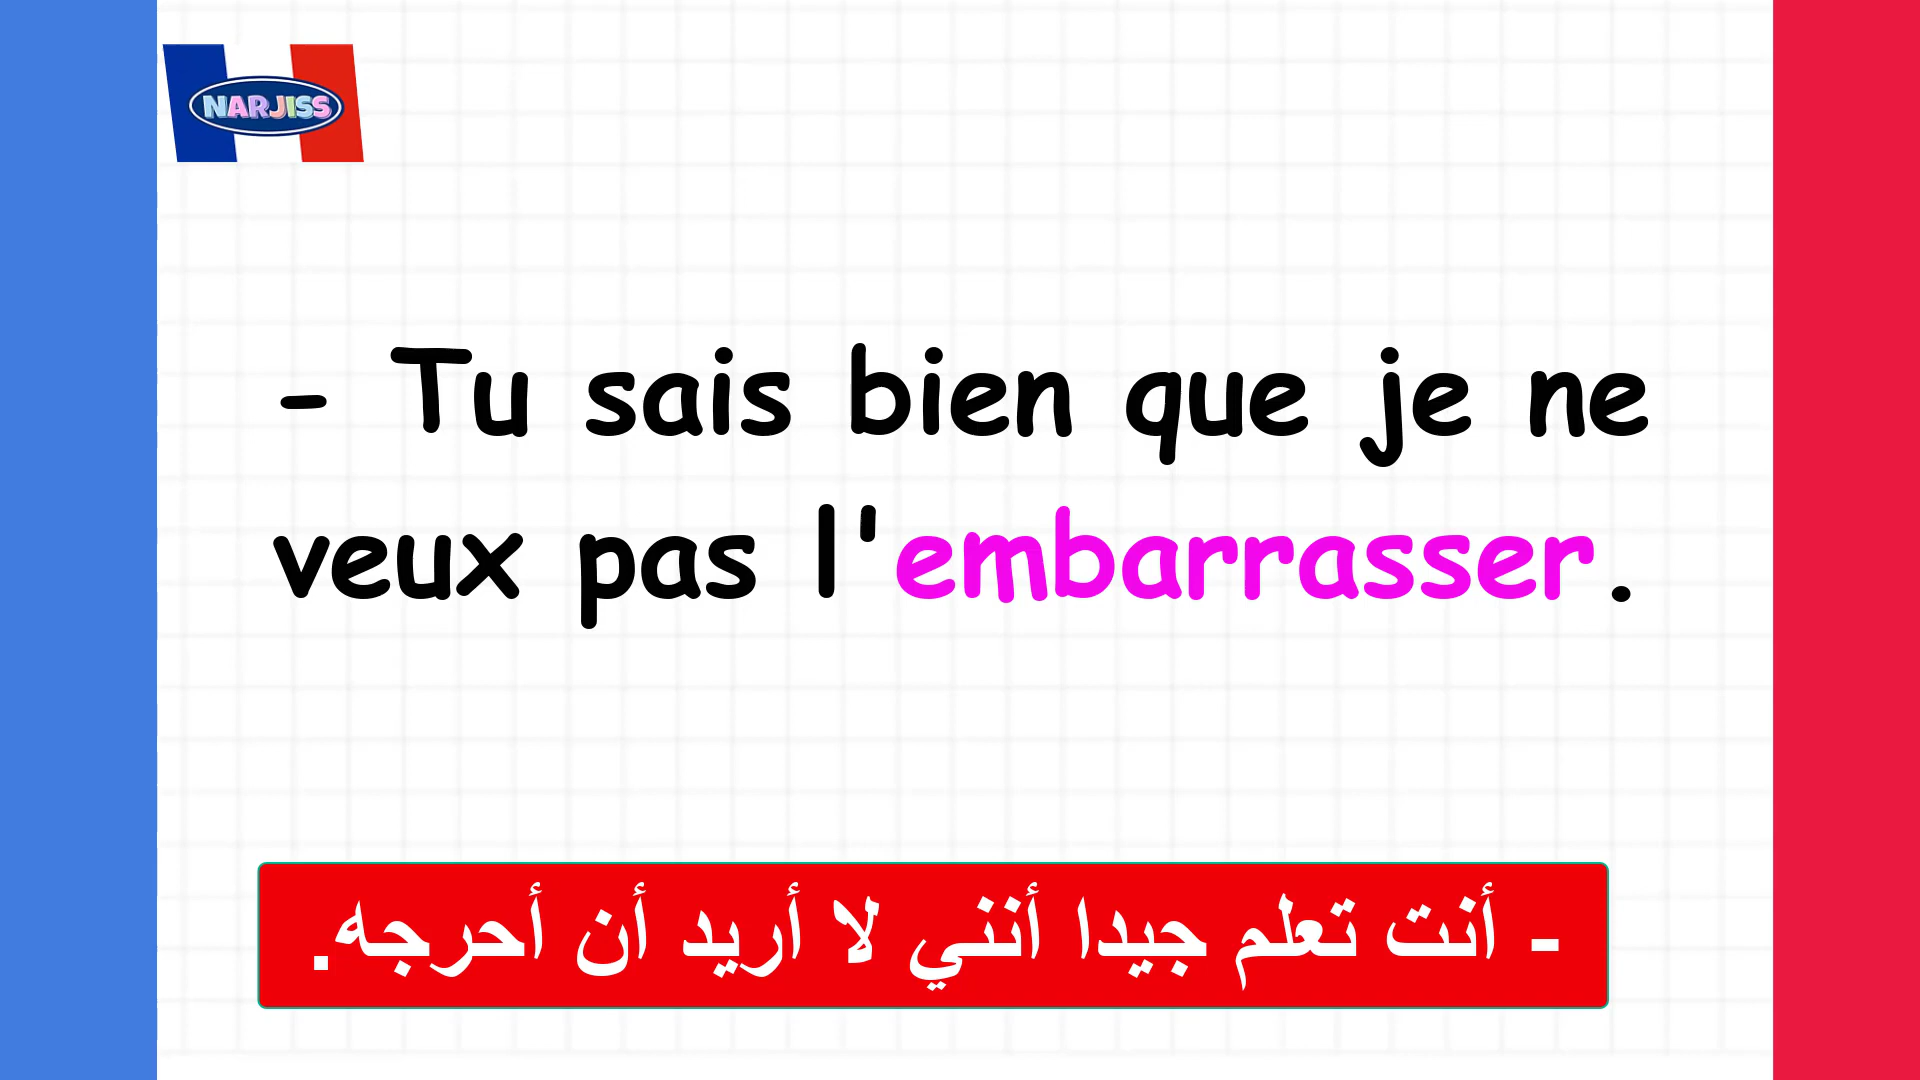 NARJISS
- Tu sais bien que je ne
veux pas l'embarrasser.
- أنت تعلم جيدا أنني لا أريد أن أحرجه.